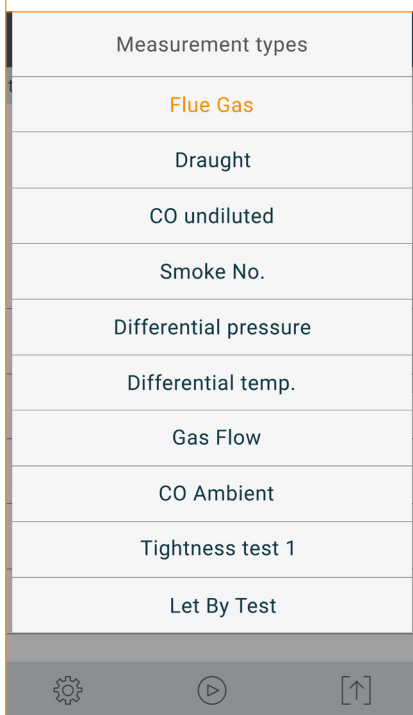 Measurement types
Flue Gas
Draught
CO undiluted
Smoke No.
Differential pressure
Differential temp.
Gas Flow
CO Ambient
Tightness test 1
Let By Test